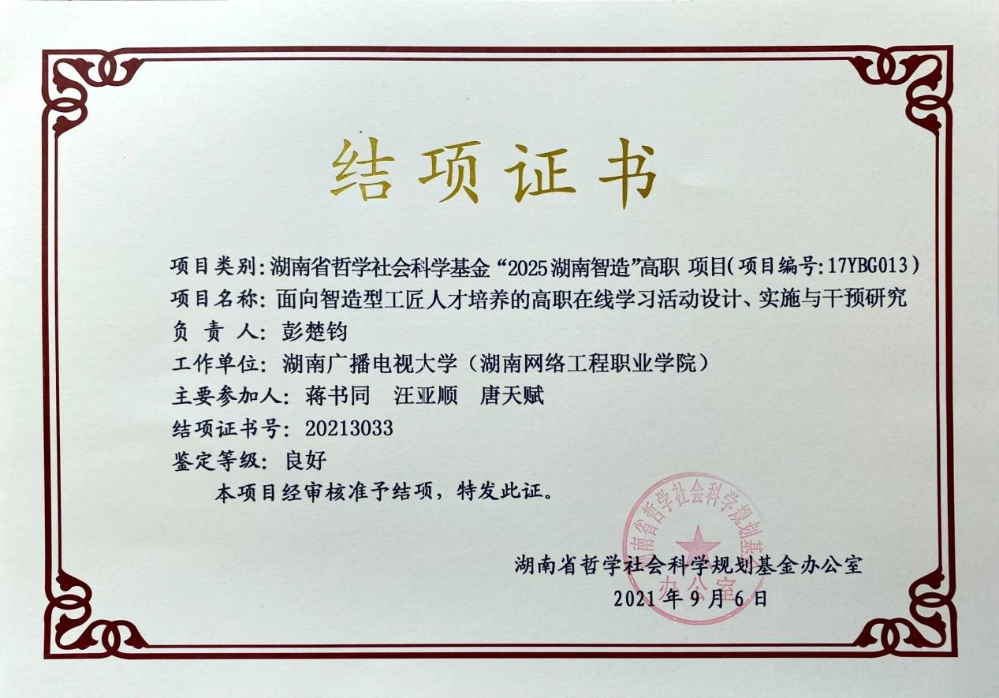 结项证书
项目类别：湖南省哲学社会科学基金“2025湖南智造”高职 项目（项目编号：17YBG013）
项目名称：面向智造型工匠人才培养的高职在线学习活动设计、实施与干预研究
负 责 人：彭楚钧
工作单位：湖南广播电视大学（湖南网络工程职业学院）
主要参加人：蒋书同 汪亚顺 唐天赋
结项证书号：20213033
鉴定等级：良好
本项目经审核准予结项，特发此证。
湖南省哲学社会科学规划基金
办公室
湖南省哲学社会科学规划基金办公室
2021年9月6日